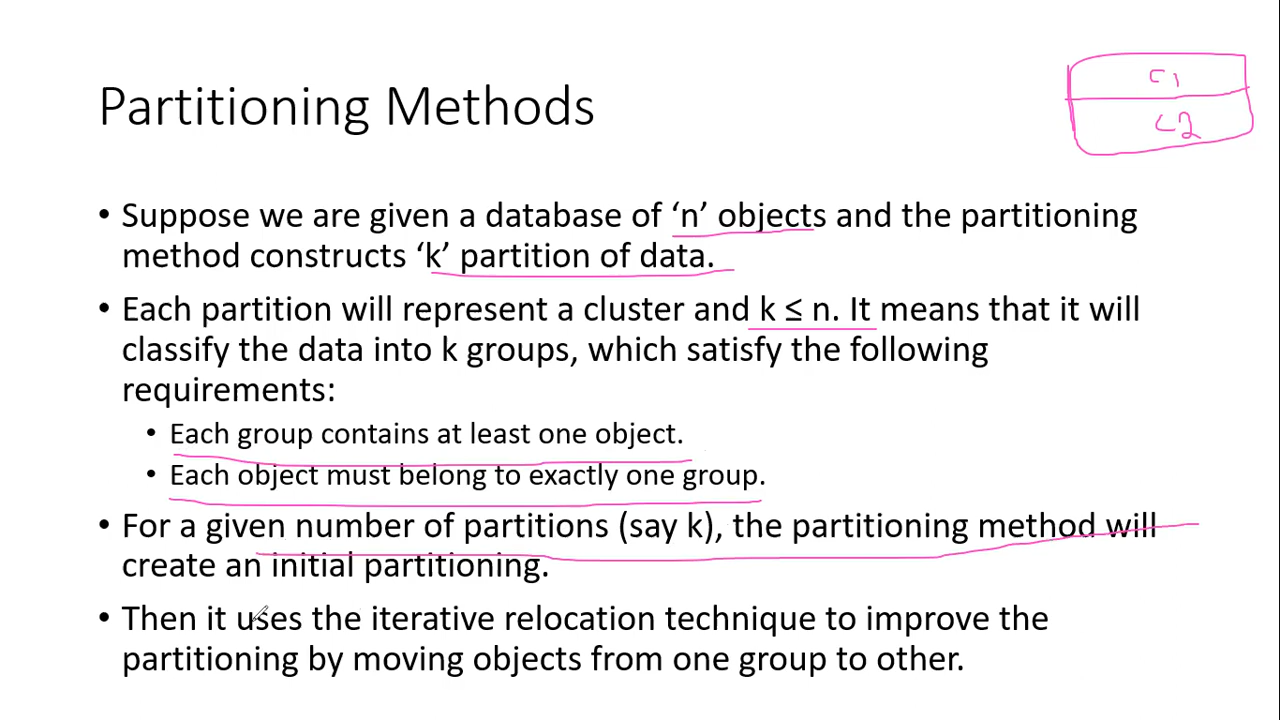 Partitioning Methods
C1
C2
• Suppose we are given a database of ‘n’ objects and the partitioning
method constructs ‘k’ partition of data.
• Each partition will represent a cluster and k ≤ n. It means that it will
classify the data into k groups, which satisfy the following
requirements:
• Each group contains at least one object.
• Each object must belong to exactly one group.
• For a given number of partitions (say k), the partitioning method will
create an initial partitioning.
• Then it uses the iterative relocation technique to improve the
partitioning by moving objects from one group to other.